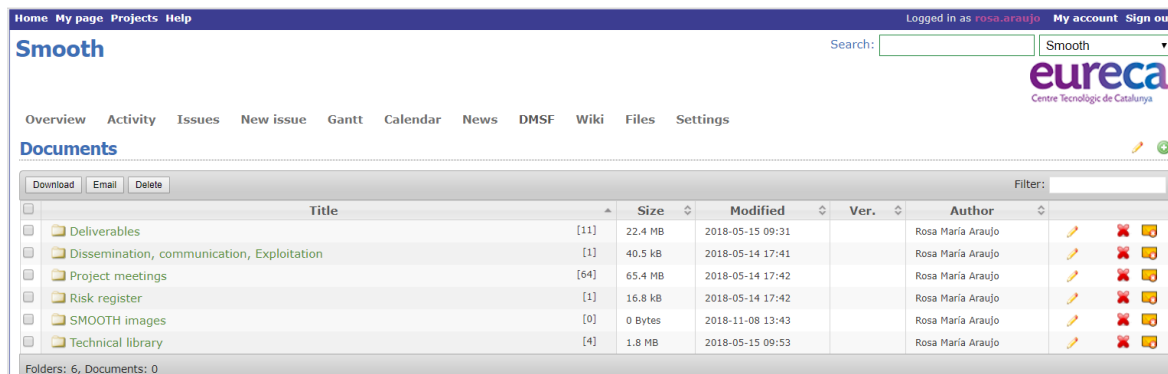 Home My page Projects Help Logged in as rosa.araujo My account Sign ou
Smooth Search: Smooth
eureca
Centre Tecnològic de Catalunya
Overview Activity Issues New issue Gantt Calendar News DMSF Wiki Files Settings
Documents
Download Email Delete Filter:
Title Size Modified Ver. Author
Deliverables [11] 22.4 MB 2018-05-15 09:31 Rosa María Araujo
Dissemination, communication, Exploitation [1] 40.5 kB 2018-05-14 17:41 Rosa María Araujo
Project meetings [64] 65.4 MB 2018-05-14 17:42 Rosa María Araujo
Risk register [1] 16.8 kB 2018-05-14 17:42 Rosa María Araujo
SMOOTH images [0] 0 Bytes 2018-11-08 13:43 Rosa María Araujo
Technical library [4] 1.8 MB 2018-05-15 09:53 Rosa María Araujo
Folders: 6, Documents: 0